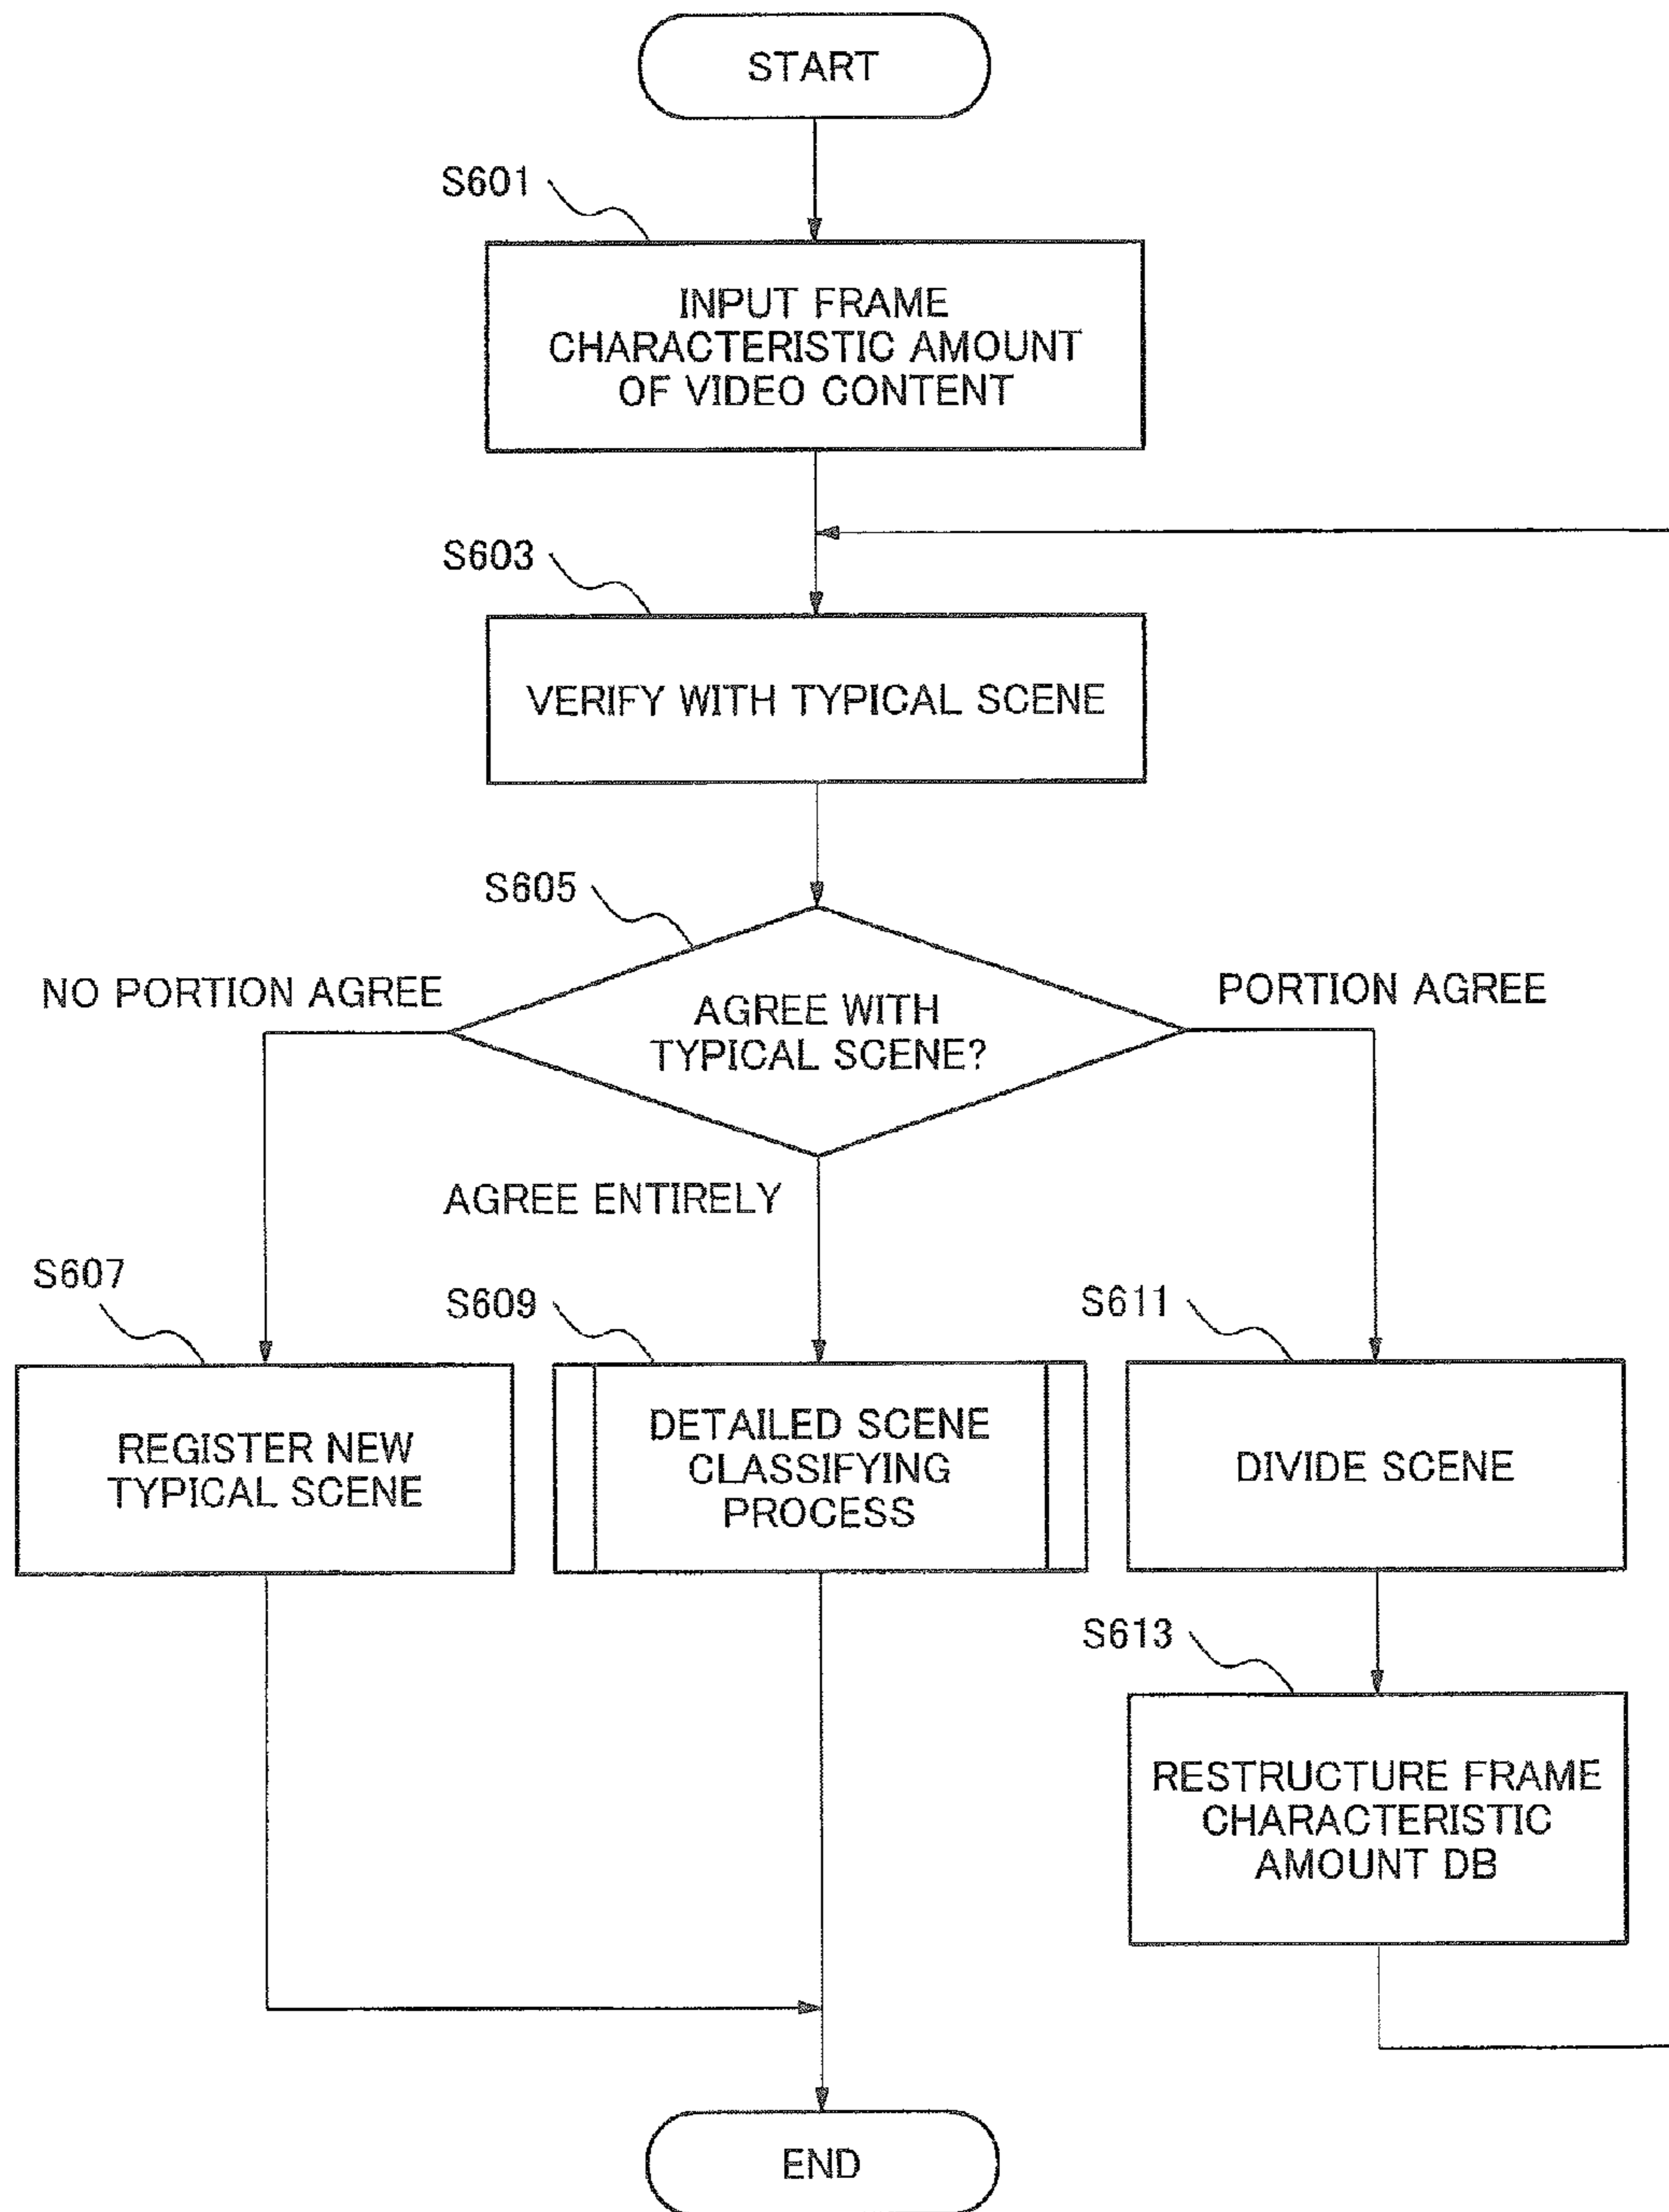 START
S601
INPUT FRAME
CHARACTERISTIC AMOUNT
OF VIDEO CONTENT
S603
VERIFY WITH TYPICAL SCENE
S605
NO PORTION AGREE
AGREE WITH
TYPICAL SCENE?
PORTION AGREE
AGREE ENTIRELY
S607
REGISTER NEW
TYPICAL SCENE
S609
DETAILED SCENE
CLASSIFYING
PROCESS
S611
DIVIDE SCENE
S613
RESTRUCTURE FRAME
CHARACTERISTIC
AMOUNT DB
END